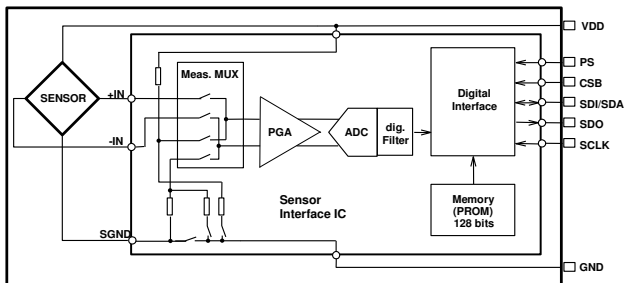 VDD
PS
CSB
SDI/SDA
SDO
SCLK
GND
SENSOR
+IN
-IN
SGND
Meas. MUX
PGA
ADC
dig.
Filter
Digital
Interface
Memory
(PROM)
128 bits
Sensor
Interface IC